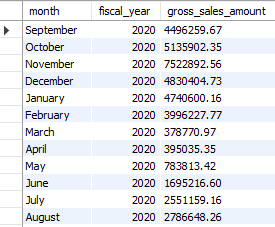 month fiscal_year gross_sales_amount
September 2020 4496259.67
October 2020 5135902.35
November 2020 7522892.56
December 2020 4830404.73
January 2020 4740600.16
February 2020 3996227.77
March 2020 378770.97
April 2020 395035.35
May 2020 783813.42
June 2020 1695216.60
July 2020 2551159.16
August 2020 2786648.26